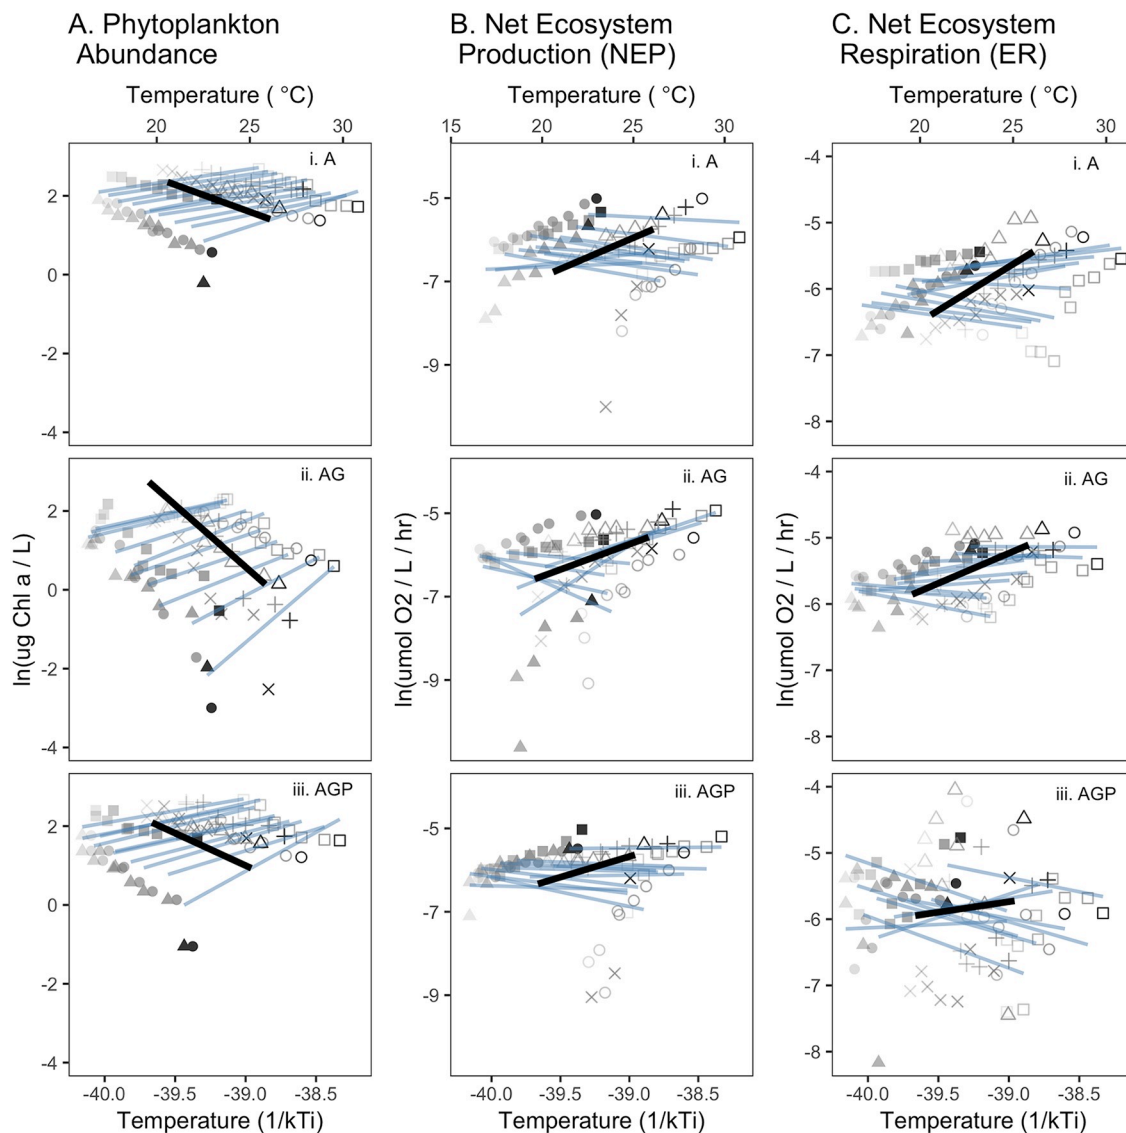 A. Phytoplankton
Abundance
B. Net Ecosystem
Production (NEP)
C. Net Ecosystem
Respiration (ER)
Temperature ( °C)
Temperature ( °C)
Temperature ( °C)
20 25 30
15 20 25 30
20 25 30
i. A
2
0
-2
-4
i. A
-5
-7
-9
i. A
-4
-5
-6
-7
-8
ln(ug Chl a / L)
ii. AG
2
0
-2
-4
ln(umol O2 / L / hr)
ii. AG
-5
-7
-9
ln(umol O2 / L / hr)
ii. AG
-4
-5
-6
-7
-8
iii. AGP
2
0
-2
-4
iii. AGP
-5
-7
-9
iii. AGP
-4
-5
-6
-7
-8
-40.0 -39.5 -39.0 -38.5
-40.0 -39.5 -39.0 -38.5
-40.0 -39.5 -39.0 -38.5
Temperature (1/kTi)
Temperature (1/kTi)
Temperature (1/kTi)